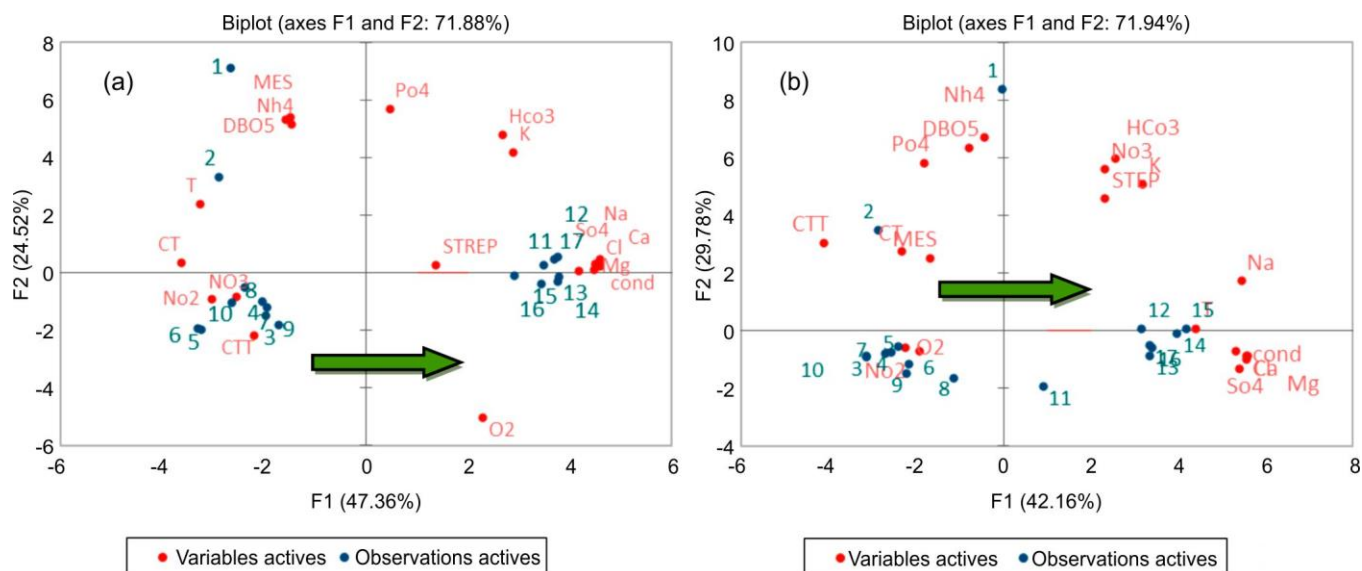 Biplot (axes F1 and F2: 71.88%)
8
6
4
2
0
-2
-4
-6
-6
-4
-2
0
2
4
6
F2 (24.52%)
F1 (47.36%)
(a)
1
MES
Nh4
DBO5
Po4
Hco3
K
2
T
CT
STREP
12
Na
So4
Ca
11
17
Cl
Mg
cond
15
13
16
14
NO3
8
No2
10
4
7
9
6
5
3
CTT
O2
Variables actives
Observations actives
Biplot (axes F1 and F2: 71.94%)
10
8
6
4
2
0
-2
-4
-6
-4
-2
0
2
4
6
8
F2 (29.78%)
F1 (42.16%)
(b)
1
Nh4
DBO5
Po4
HCo3
No3
K
STEP
2
CTT
CT
MES
Na
12
15
T
14
17
16
13
cond
Ca
Cl
So4
Mg
7
5
O2
10
3
4
No2
6
9
8
11
Variables actives
Observations actives